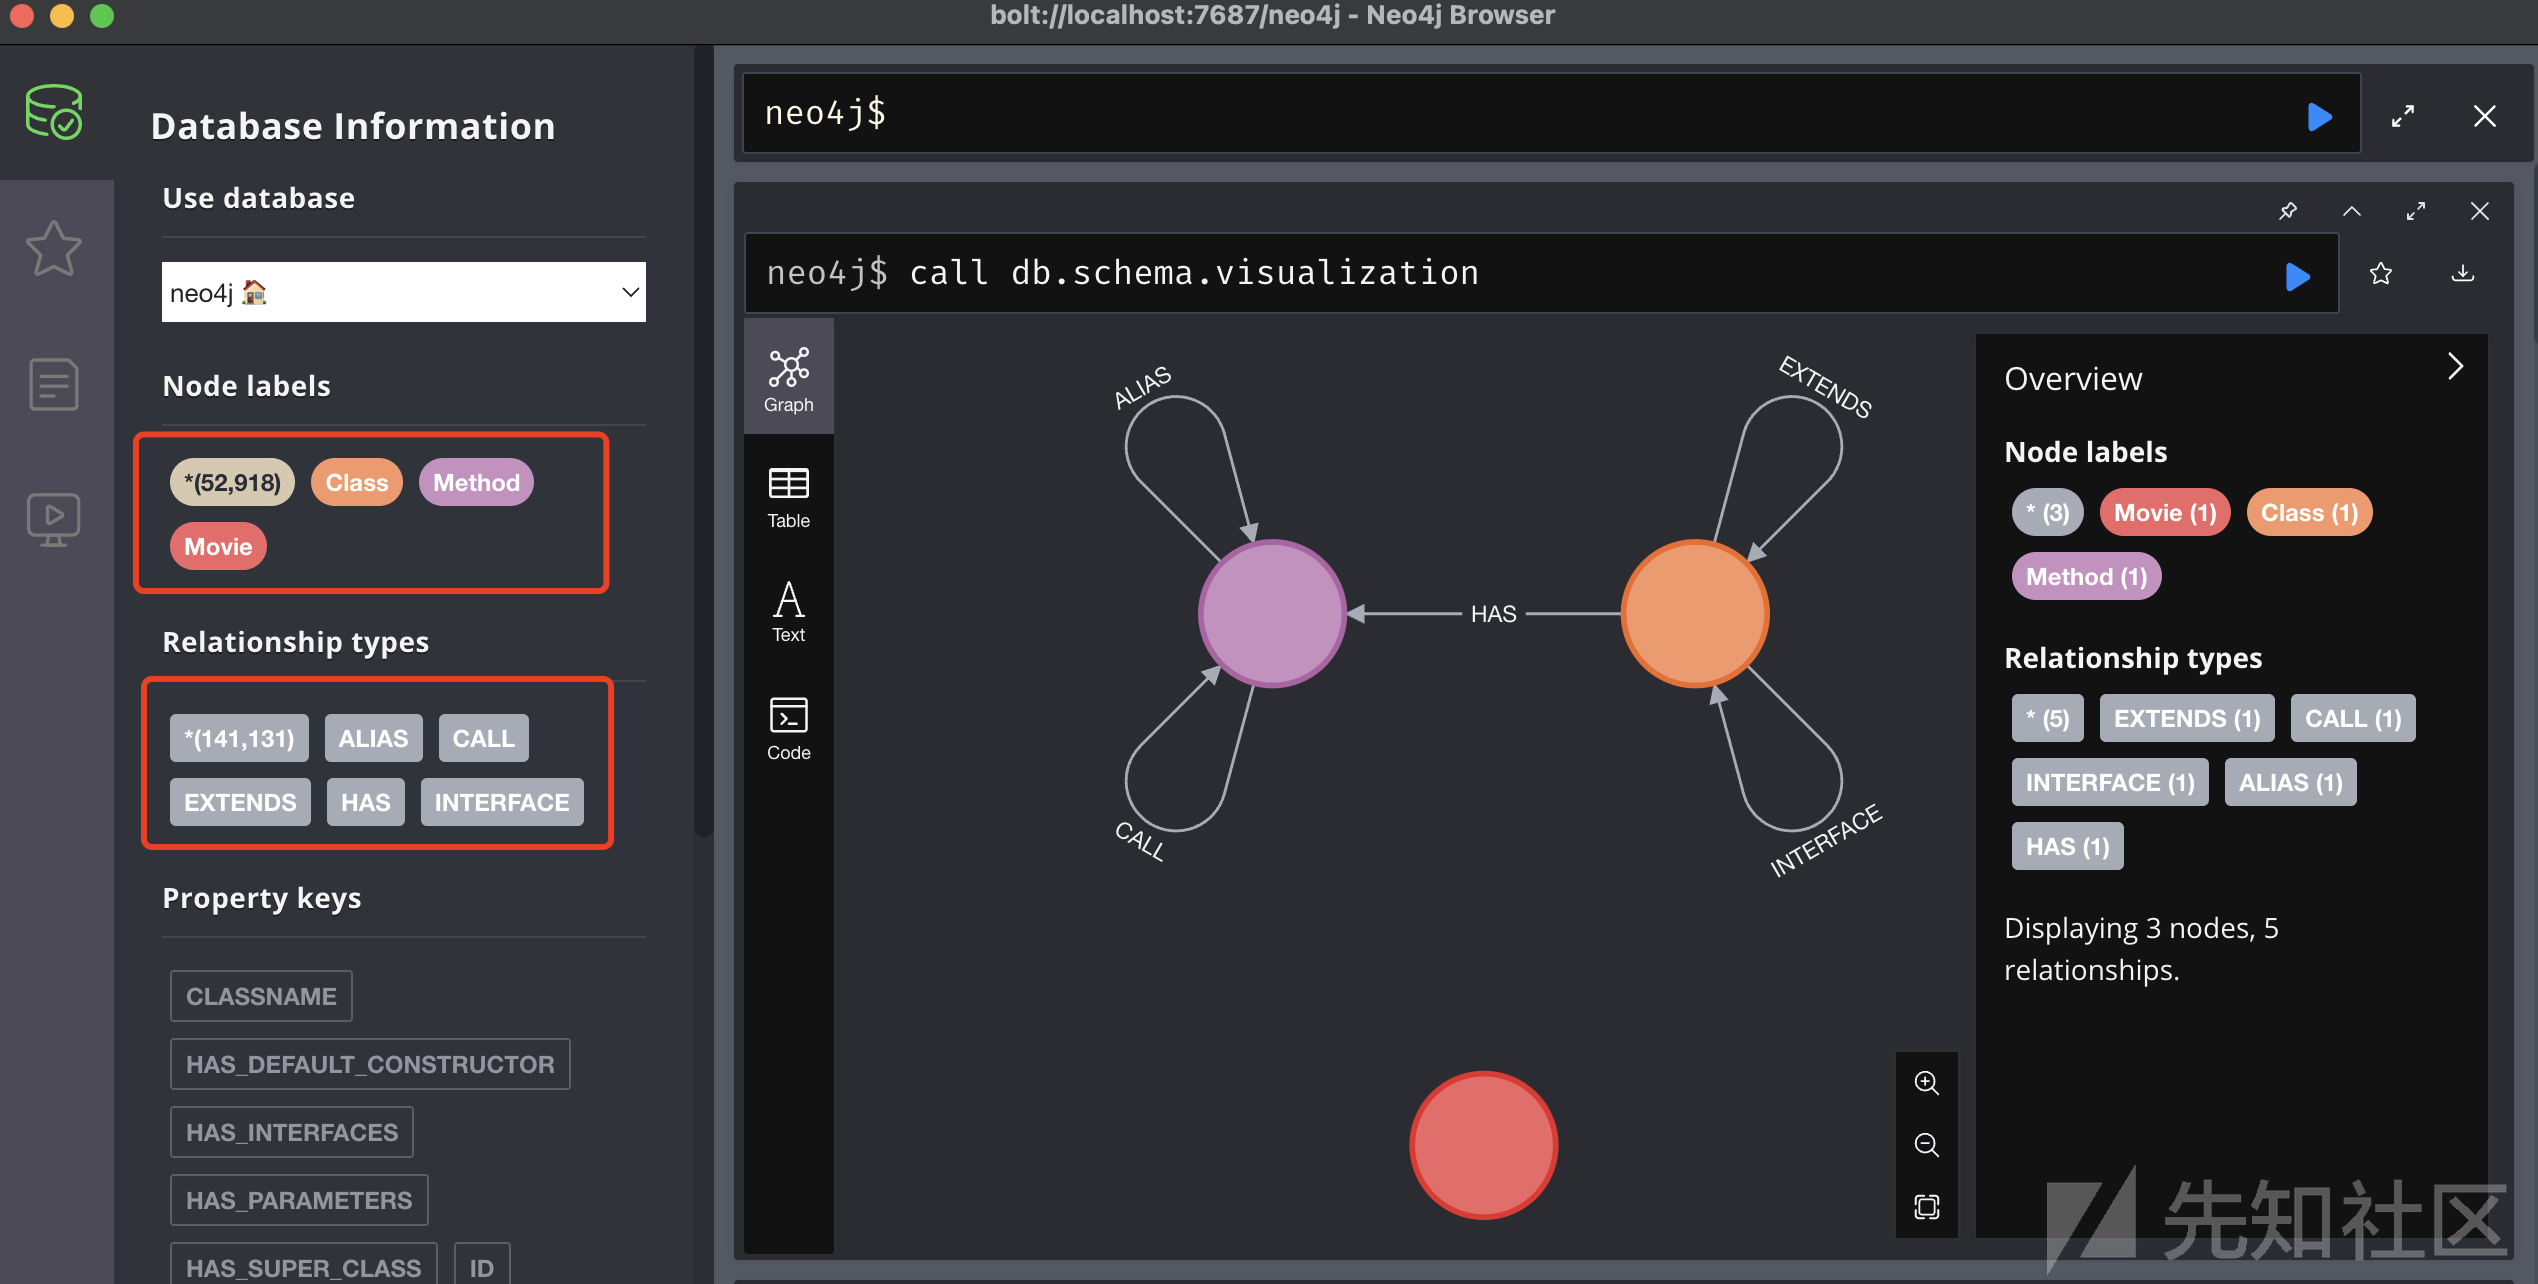 bolt://localhost:7687/neo4j - Neo4j Browser
Database Information
Use database
neo4j
Node labels
*(52,918) Class Method
Movie
Relationship types
*(141,131) ALIAS CALL
EXTENDS HAS INTERFACE
Property keys
CLASSNAME
HAS_DEFAULT_CONSTRUCTOR
HAS_INTERFACES
HAS_PARAMETERS
HAS_SUPER_CLASS ID
neo4j$
neo4j$ call db.schema.visualization
Graph
Table
Text
Code
ALIAS
EXTENDS
HAS
CALL
INTERFACE
Overview
Node labels
* (3) Movie (1) Class (1)
Method (1)
Relationship types
* (5) EXTENDS (1) CALL (1)
INTERFACE (1) ALIAS (1)
HAS (1)
Displaying 3 nodes, 5
relationships.
先知社区